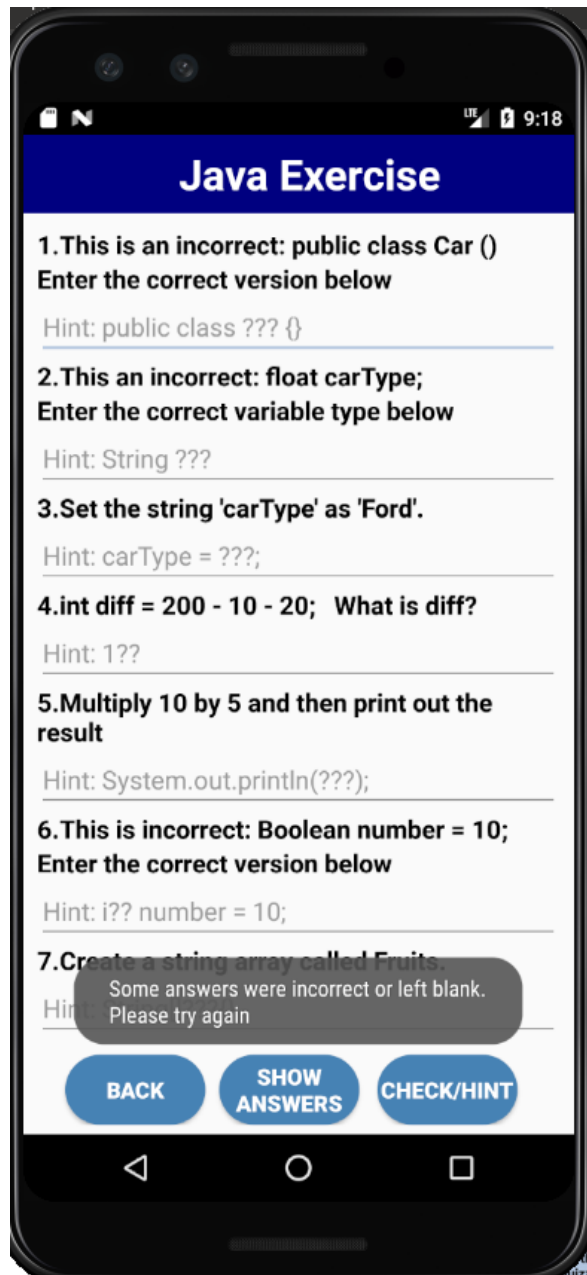 LTE 9:18
Java Exercise
1.This is an incorrect: public class Car ()
Enter the correct version below
Hint: public class ??? {}
2.This an incorrect: float carType;
Enter the correct variable type below
Hint: String ???
3.Set the string 'carType' as 'Ford'.
Hint: carType = ???;
4.int diff = 200 - 10 - 20;   What is diff?
Hint: 1??
5.Multiply 10 by 5 and then print out the
result
Hint: System.out.println(???);
6.This is incorrect: Boolean number = 10;
Enter the correct version below
Hint: i?? number = 10;
7.Create a string array called Fruits.
Some answers were incorrect or left blank.
Please try again
BACK
SHOW
ANSWERS
CHECK/HINT